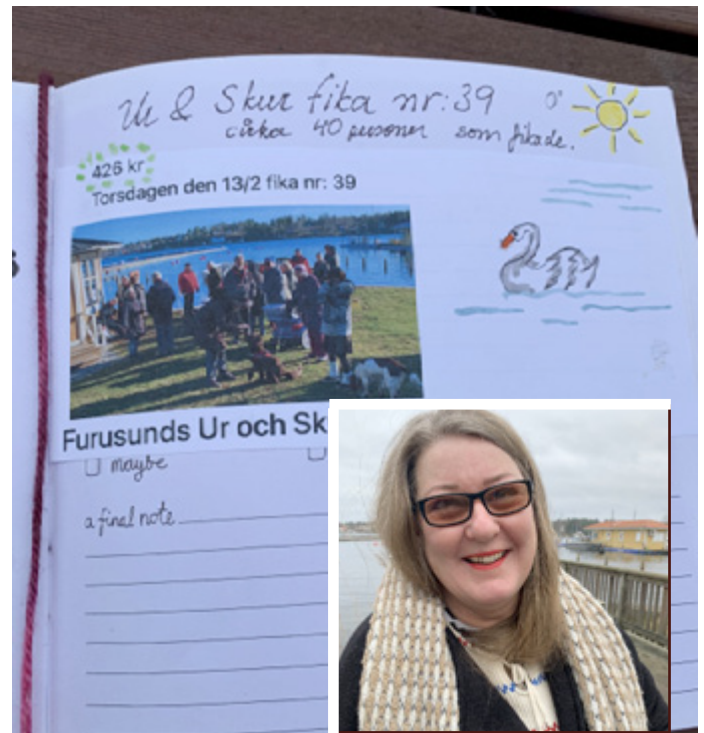 Ur & Skur fika nr: 39 0°
cirka 40 personer som fikade.
426 kr
Torsdagen den 13/2 fika nr: 39
Furusunds Ur och Sk
maybe
a final note